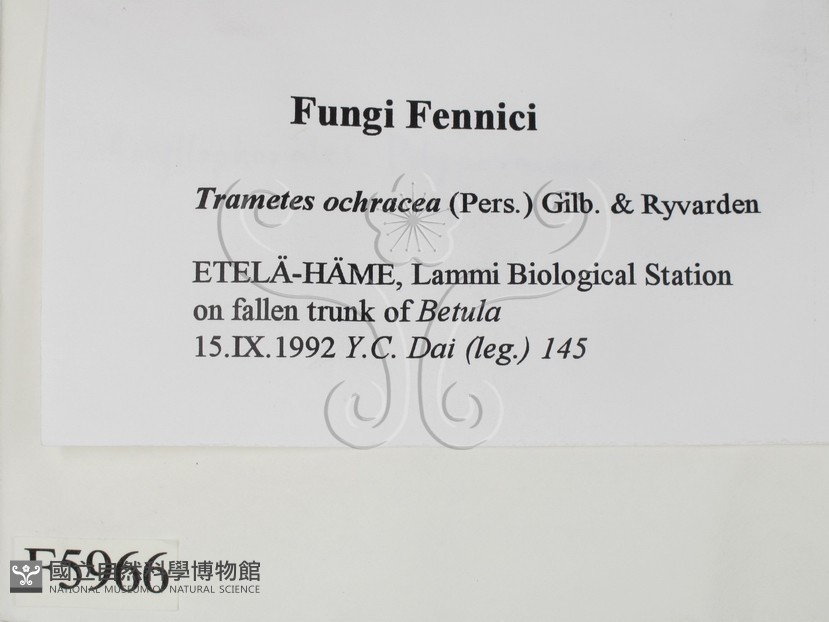 Fungi Fennici
Trametes ochracea (Pers.) Gilb. & Ryvarden
ETELÄ-HÄME, Lammi Biological Station
on fallen trunk of Betula
15.IX.1992 Y.C. Dai (leg.) 145
F5966
國立自然科學博物館
NATIONAL MUSEUM OF NATURAL SCIENCE